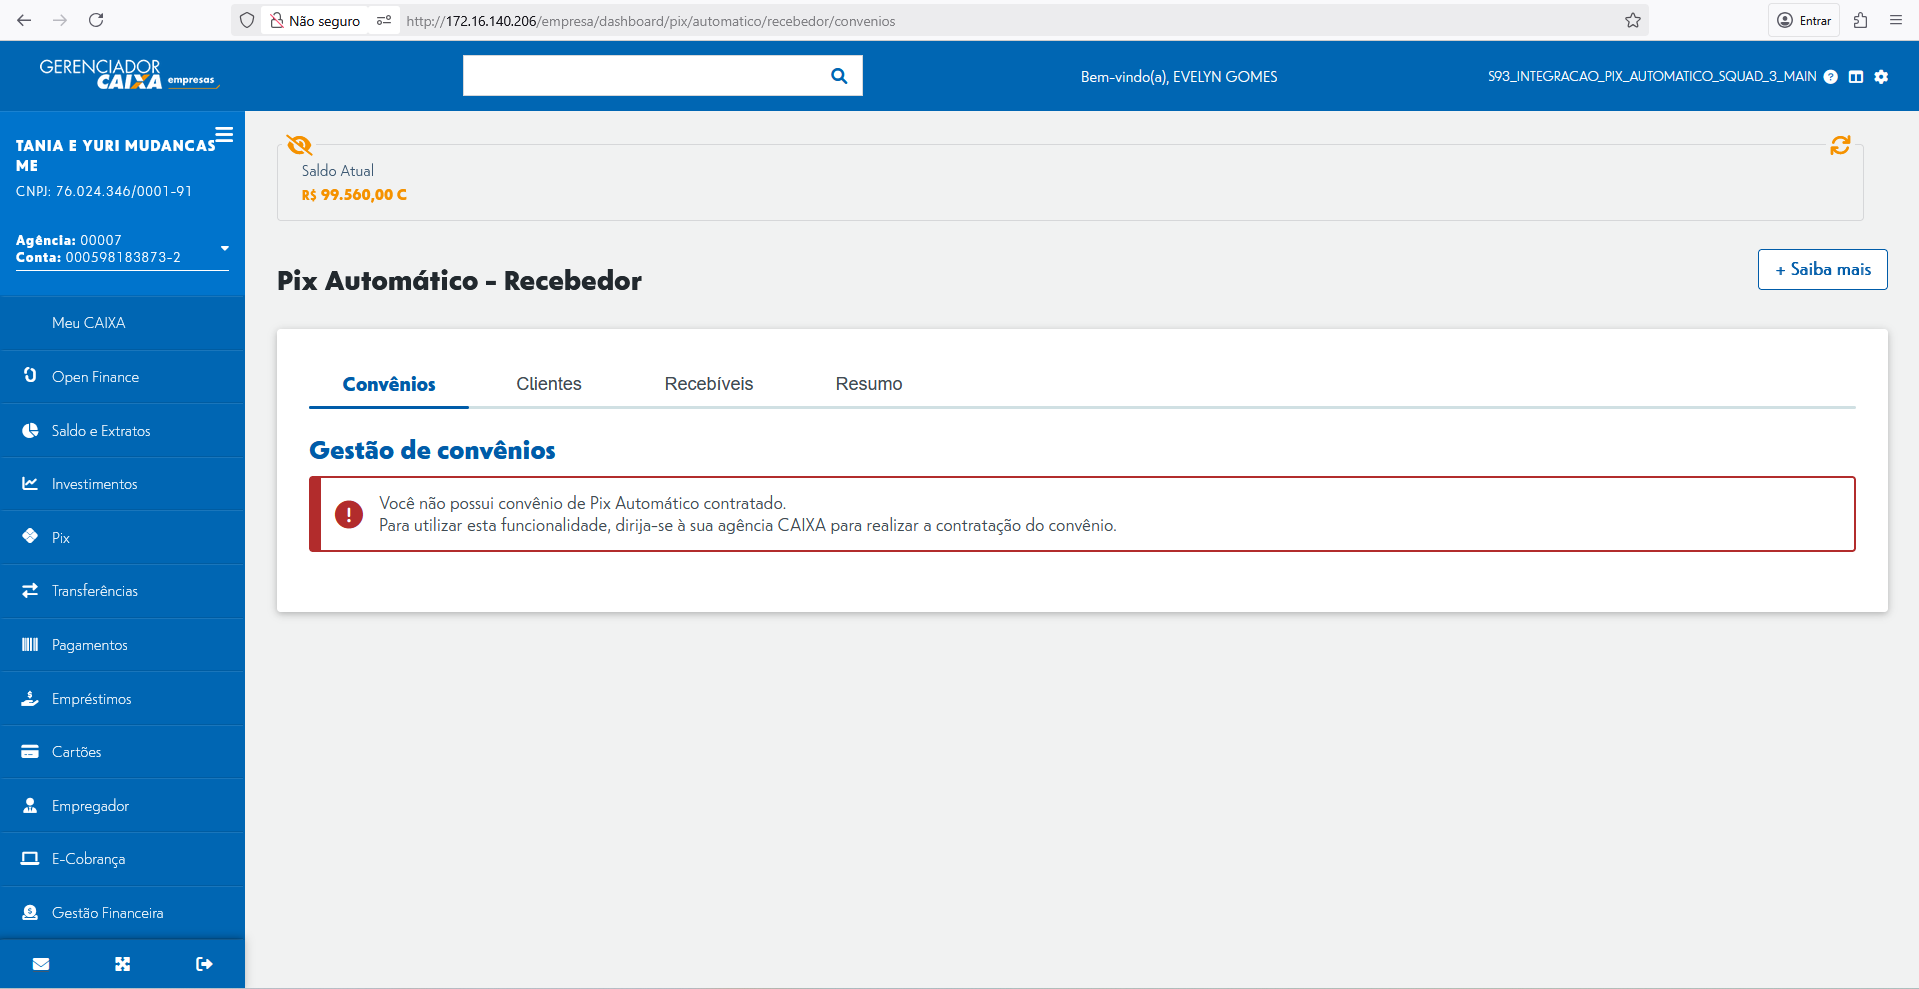 Não seguro
http://172.16.140.206/empresa/dashboard/pix/automatico/recebedor/convenios
Entrar
GERENCIADOR
CAIXA empresas
Bem-vindo(a), EVELYN GOMES
S93_INTEGRACAO_PIX_AUTOMATICO_SQUAD_3_MAIN
TANIA E YURI MUDANCAS
ME
CNPJ: 76.024.346/0001-91
Agência: 00007
Conta: 000598183873-2
Meu CAIXA
Open Finance
Saldo e Extratos
Investimentos
Pix
Transferências
Pagamentos
Empréstimos
Cartões
Empregador
E-Cobrança
Gestão Financeira
Saldo Atual
R$ 99.560,00 C
Pix Automático - Recebedor
+ Saiba mais
Convênios
Clientes
Recebíveis
Resumo
Gestão de convênios
Você não possui convênio de Pix Automático contratado.
Para utilizar esta funcionalidade, dirija-se à sua agência CAIXA para realizar a contratação do convênio.